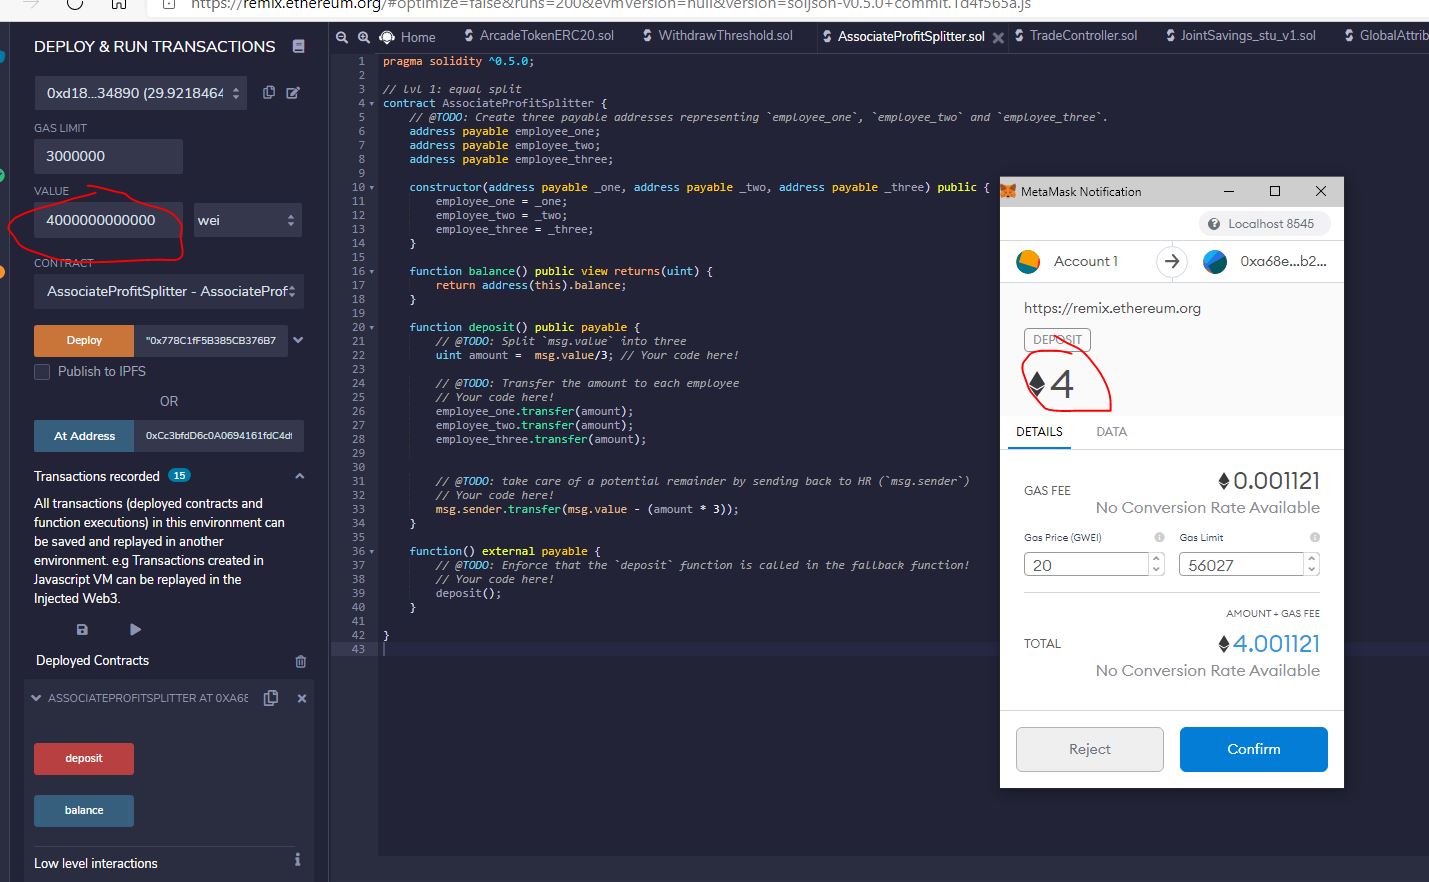 https://remix.ethereum.org/#optimize=false&runs=200&evmVersion=null&version=soljson-v0.5.0+commit.1d4f565a.js
DEPLOY & RUN TRANSACTIONS
0xd18...34890 (29.9218464
GAS LIMIT
3000000
VALUE
4000000000000
wei
CONTRACT
AssociateProfitSplitter - AssociateProf
Deploy
"0x778C1fF5B385CB376B7
Publish to IPFS
OR
At Address
0xCc3bfdD6c0A0694161fdC4d
Transactions recorded 15
All transactions (deployed contracts and
function executions) in this environment can
be saved and replayed in another
environment. e.g Transactions created in
Javascript VM can be replayed in the
Injected Web3.
Deployed Contracts
ASSOCIATEPROFITSPLITTER AT 0XA68
deposit
balance
Low level interactions
Home
ArcadeTokenERC20.sol
WithdrawThreshold.sol
AssociateProfitSplitter.sol
TradeController.sol
JointSavings_stu_v1.sol
GlobalAttrib
1 pragma solidity ^0.5.0;
2
3 // lvl 1: equal split
4 contract AssociateProfitSplitter {
5 // @TODO: Create three payable addresses representing `employee_one`, `employee_two` and `employee_three`.
6 address payable employee_one;
7 address payable employee_two;
8 address payable employee_three;
9
10 constructor(address payable _one, address payable _two, address payable _three) public {
11 employee_one = _one;
12 employee_two = _two;
13 employee_three = _three;
14 }
15
16 function balance() public view returns(uint) {
17 return address(this).balance;
18 }
19
20 function deposit() public payable {
21 // @TODO: Split `msg.value` into three
22 uint amount =  msg.value/3; // Your code here!
23
24 // @TODO: Transfer the amount to each employee
25 // Your code here!
26 employee_one.transfer(amount);
27 employee_two.transfer(amount);
28 employee_three.transfer(amount);
29
30
31 // @TODO: take care of a potential remainder by sending back to HR (`msg.sender`)
32 // Your code here!
33 msg.sender.transfer(msg.value - (amount * 3));
34 }
35
36 function() external payable {
37 // @TODO: Enforce that the `deposit` function is called in the fallback function!
38 // Your code here!
39 deposit();
40 }
41
42 }
43
MetaMask Notification
Localhost 8545
Account 1
0xa68e...b2...
https://remix.ethereum.org
DEPOSIT
4
DETAILS
DATA
GAS FEE
0.001121
No Conversion Rate Available
Gas Price (GWEI)
Gas Limit
20
56027
AMOUNT + GAS FEE
TOTAL
4.001121
No Conversion Rate Available
Reject
Confirm